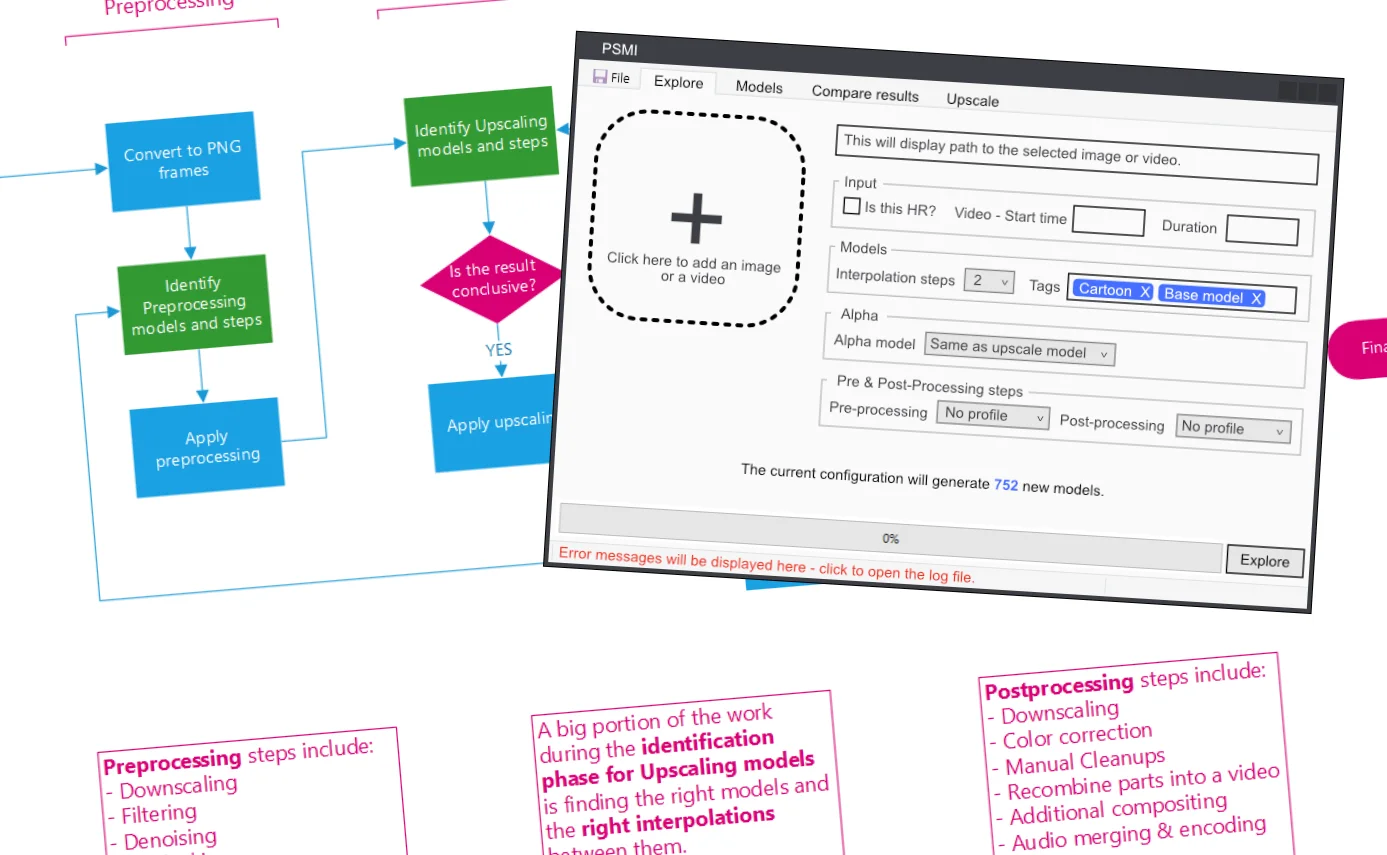 Preprocessing
Convert to PNG
frames
Identify
Preprocessing
models and steps
Apply
preprocessing
Identify Upscaling
models and steps
Is the result
conclusive?
YES
PSMI
File
Explore
Models
Compare results
Upscale
Click here to add an image
or a video
This will display path to the selected image or video.
Input
Is this HR?
Video - Start time
Duration
Models
Interpolation steps
2
Tags
Cartoon X
Base model X
Alpha
Alpha model
Same as upscale model
Pre & Post-Processing steps
Pre-processing
No profile
Post-processing
No profile
The current configuration will generate 752 new models.
0%
Explore
Error messages will be displayed here - click to open the log file.
Apply
Preprocessing steps include:
- Downscaling
- Filtering
- Denoising
A big portion of the work
during the identification
phase for Upscaling models
is finding the right models and
the right interpolations
between them.
Postprocessing steps include:
- Downscaling
- Color correction
- Manual Cleanups
- Recombine parts into a video
- Additional compositing
- Audio merging & encoding